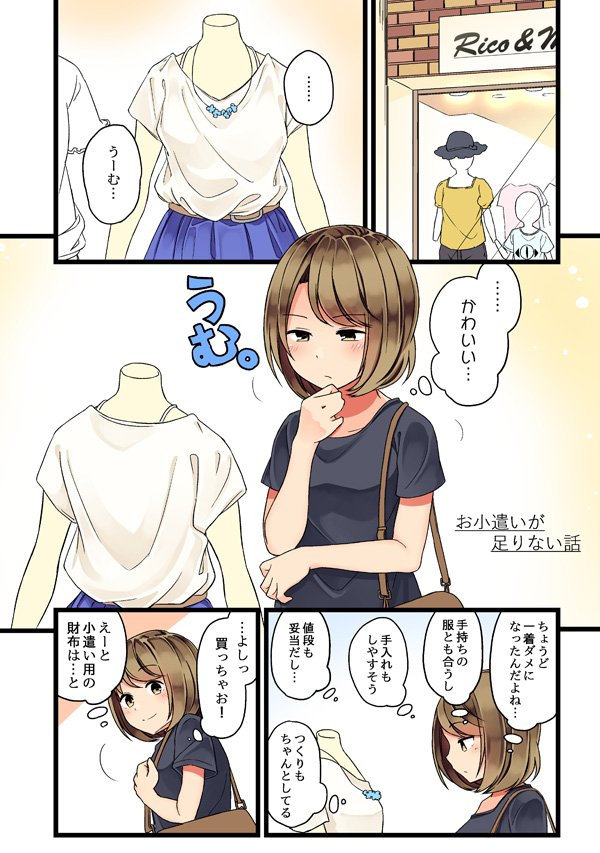 Rico & M
……
うーむ…
……
かわいい…
うむ。
お小遣いが
足りない話
ちょうど
一着ダメに
なったんだよね…
手持ちの
服とも合うし
手入れも
しやすそう
値段も
妥当だし…
つくりも
ちゃんとしてる
…よしっ
買っちゃお！
えーと
小遣い用の
財布は…と